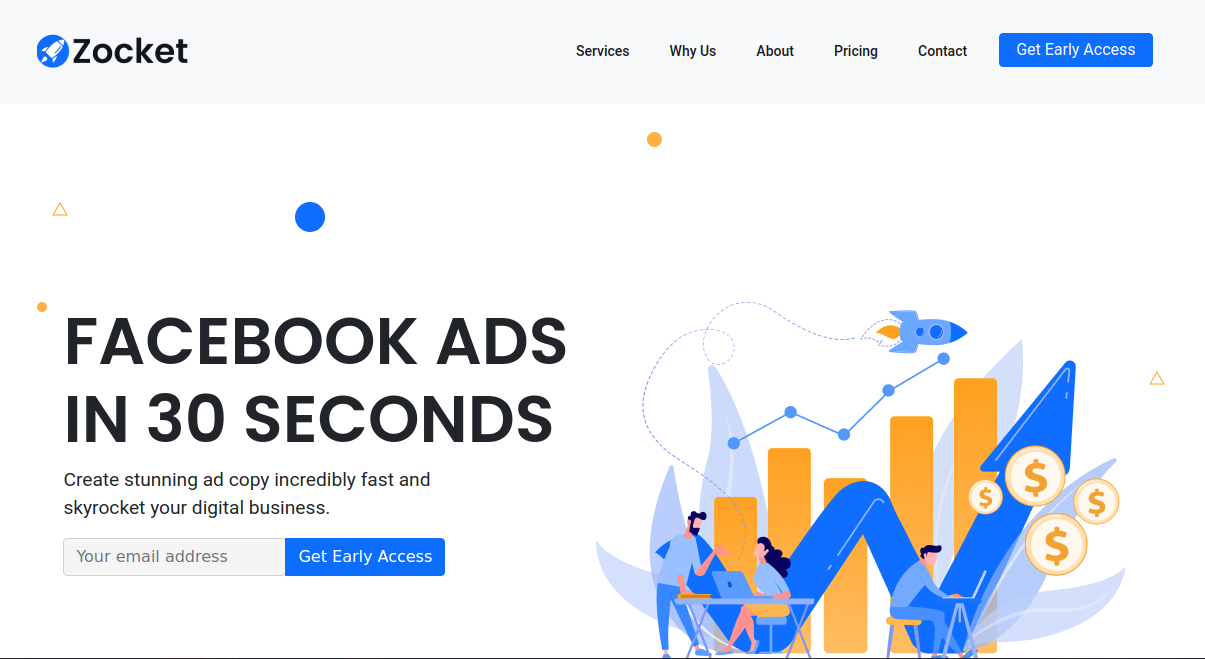 Zocket
Services Why Us About Pricing Contact Get Early Access
FACEBOOK ADS
IN 30 SECONDS
Create stunning ad copy incredibly fast and
skyrocket your digital business.
Your email address Get Early Access
$ $ $ $